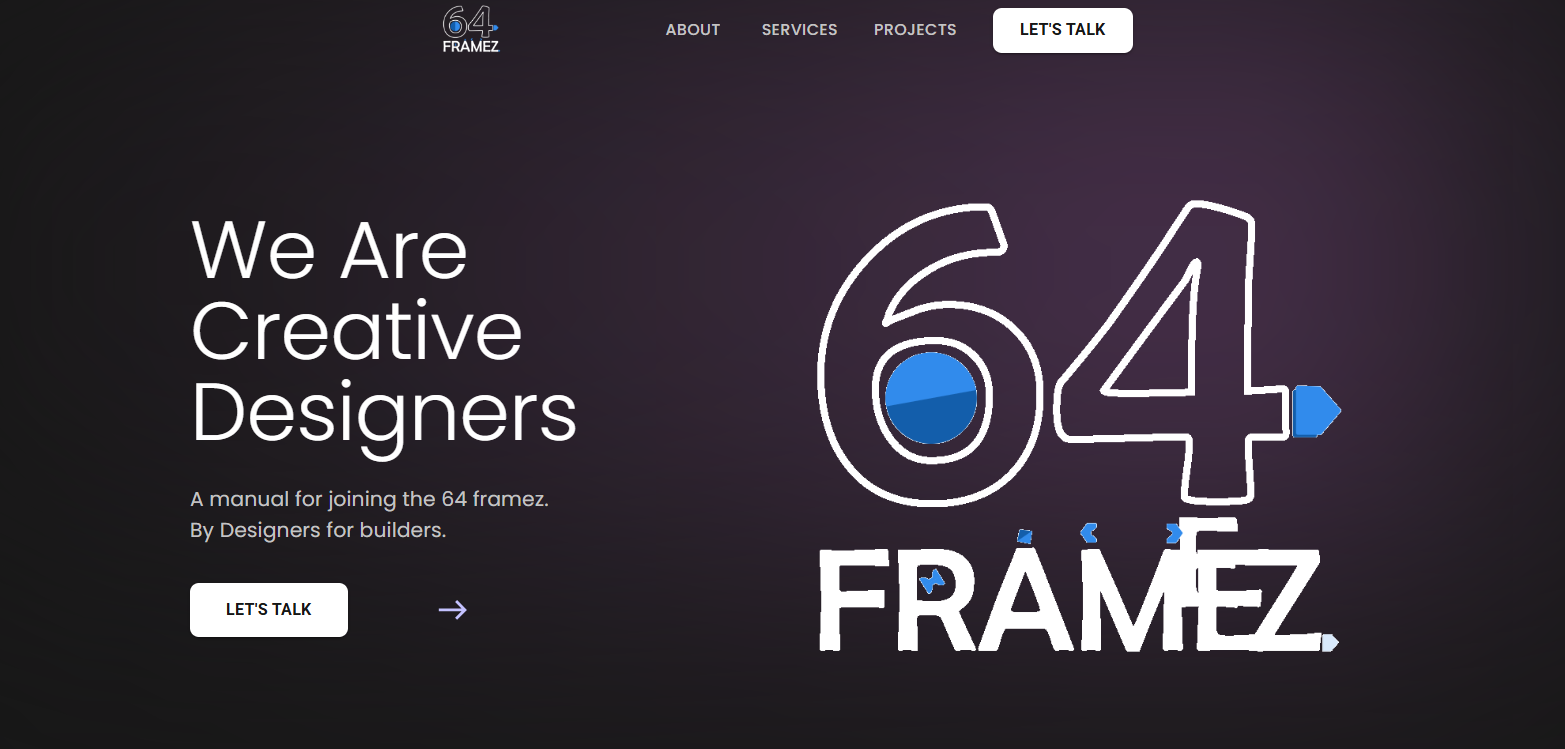 64
FRAMEZ
ABOUT
SERVICES
PROJECTS
LET'S TALK
We Are
Creative
Designers
A manual for joining the 64 framez.
By Designers for builders.
LET'S TALK
64
FRAMEZ